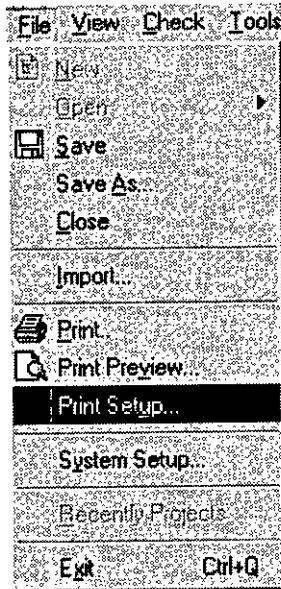 File View Check Tools
New
Open
Save
Save As...
Close
Import...
Print..
Print Preview...
Print Setup...
System Setup...
Recently Projects
Exit Ctrl+Q